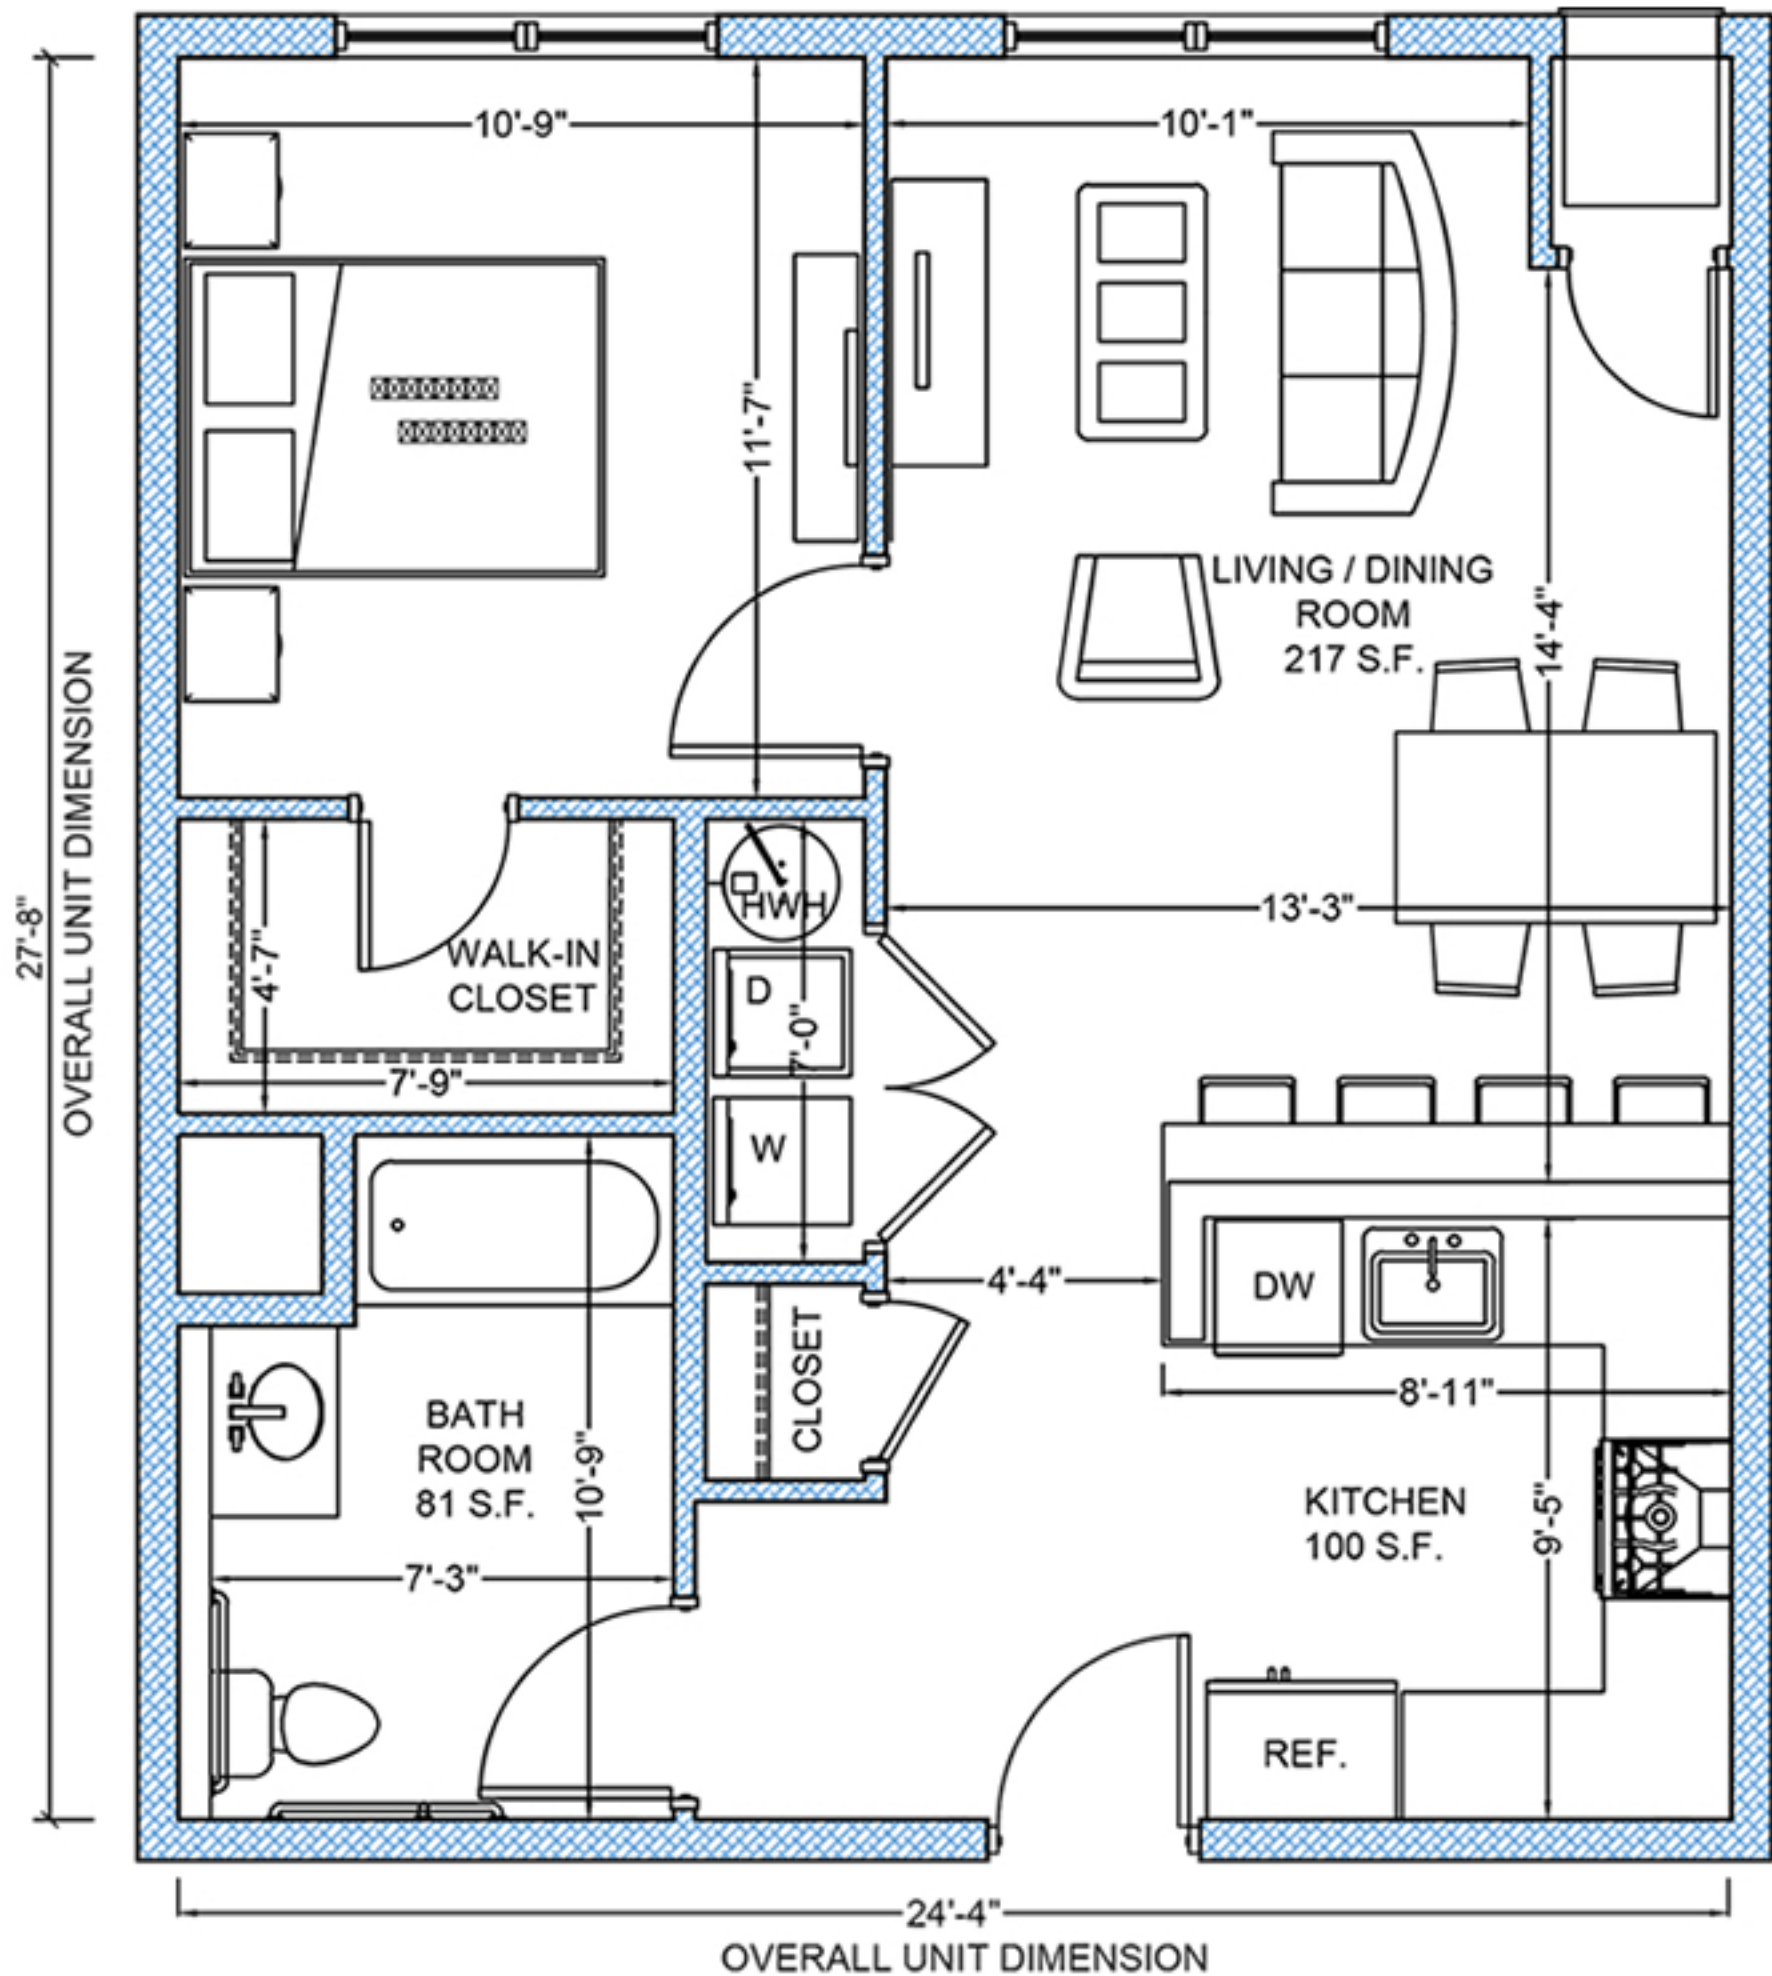 10'-9"
10'-1"
11'-7"
LIVING / DINING
ROOM
217 S.F.
14'-4"
27'-8"
OVERALL UNIT DIMENSION
13'-3"
HWH
D
7'-0"
W
WALK-IN
CLOSET
4'-7"
7'-9"
4'-4"
DW
8'-11"
CLOSET
BATH
ROOM
81 S.F.
10'-9"
7'-3"
KITCHEN
100 S.F.
9'-5"
REF.
24'-4"
OVERALL UNIT DIMENSION